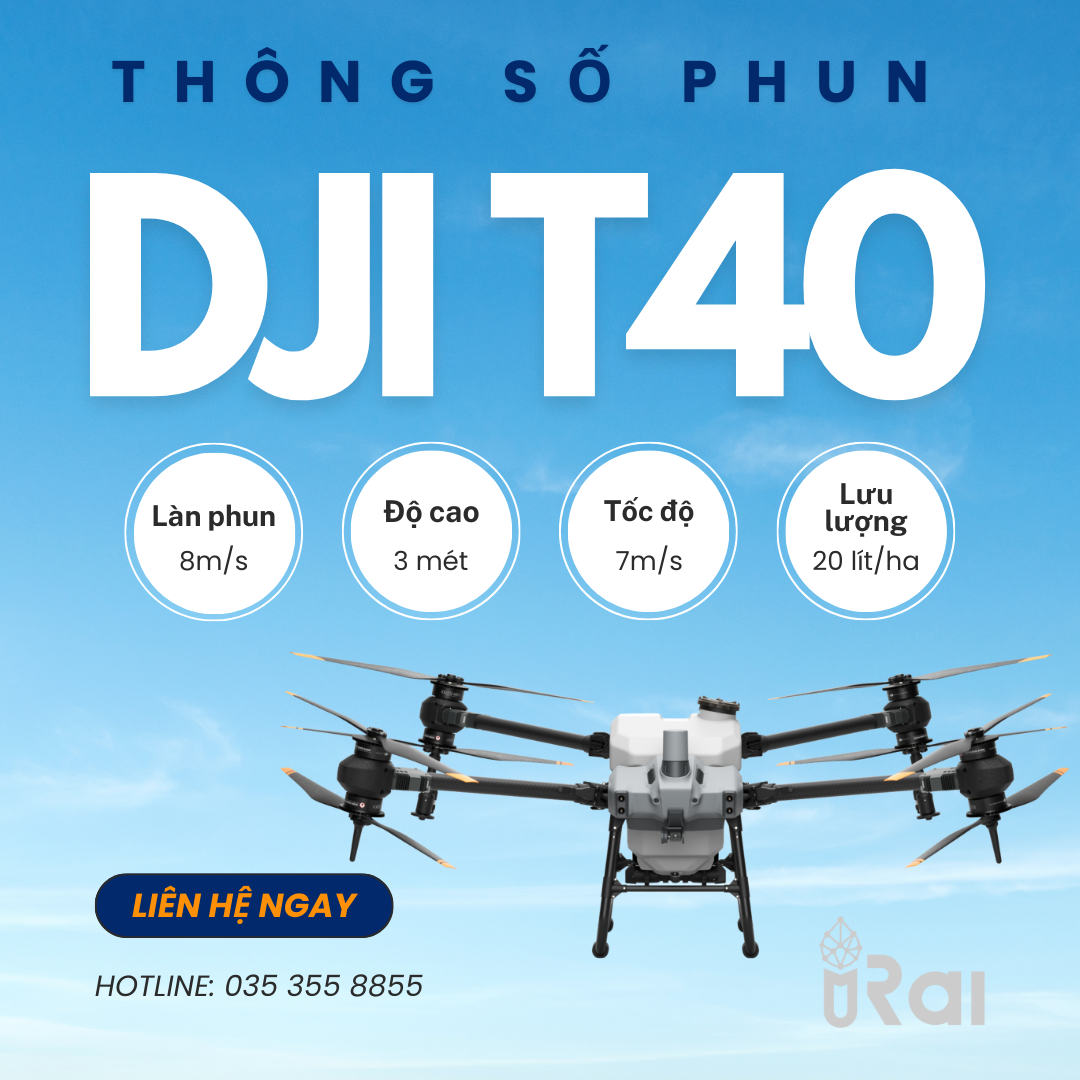 THÔNG SỐ PHUN
DJI T40
Làn phun
8m/s
Độ cao
3 mét
Tốc độ
7m/s
Lưu
lượng
20 lít/ha
LIÊN HỆ NGAY
HOTLINE: 035 355 8855
uRai